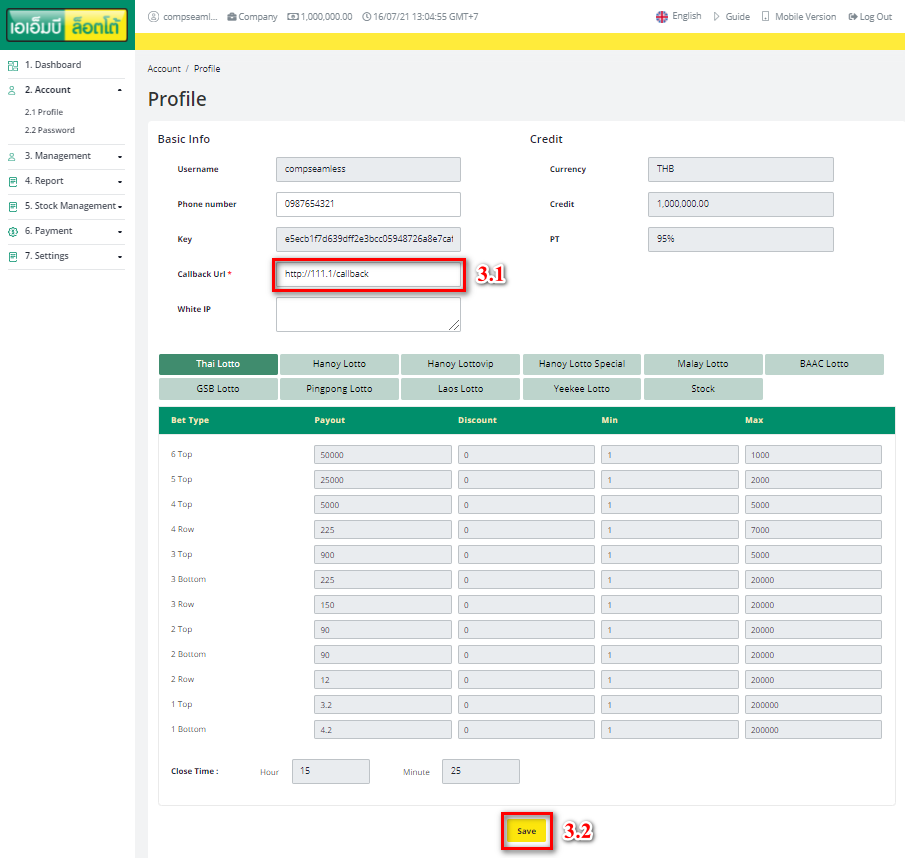 เอเอ็มบี ล็อตโต้
compseaml... Company 1,000,000.00 16/07/21 13:04:55 GMT+7 English Guide Mobile Version Log Out
1. Dashboard
2. Account
2.1 Profile
2.2 Password
3. Management
4. Report
5. Stock Management
6. Payment
7. Settings
Account / Profile
Profile
Basic Info
Username compseamless
Phone number 0987654321
Key e5ecb1f7d639dff2e3bcc05948726a8e7caf
Callback Url * http://111.1/callback 3.1
White IP
Credit
Currency THB
Credit 1,000,000.00
PT 95%
Thai Lotto Hanoy Lotto Hanoy Lottovip Hanoy Lotto Special Malay Lotto BAAC Lotto
GSB Lotto Pingpong Lotto Laos Lotto Yeekee Lotto Stock
Bet Type Payout Discount Min Max
6 Top 50000 0 1 1000
5 Top 25000 0 1 2000
4 Top 5000 0 1 5000
4 Row 225 0 1 7000
3 Top 900 0 1 5000
3 Bottom 225 0 1 20000
3 Row 150 0 1 20000
2 Top 90 0 1 20000
2 Bottom 90 0 1 20000
2 Row 12 0 1 20000
1 Top 3.2 0 1 200000
1 Bottom 4.2 0 1 200000
Close Time : Hour 15 Minute 25
Save 3.2